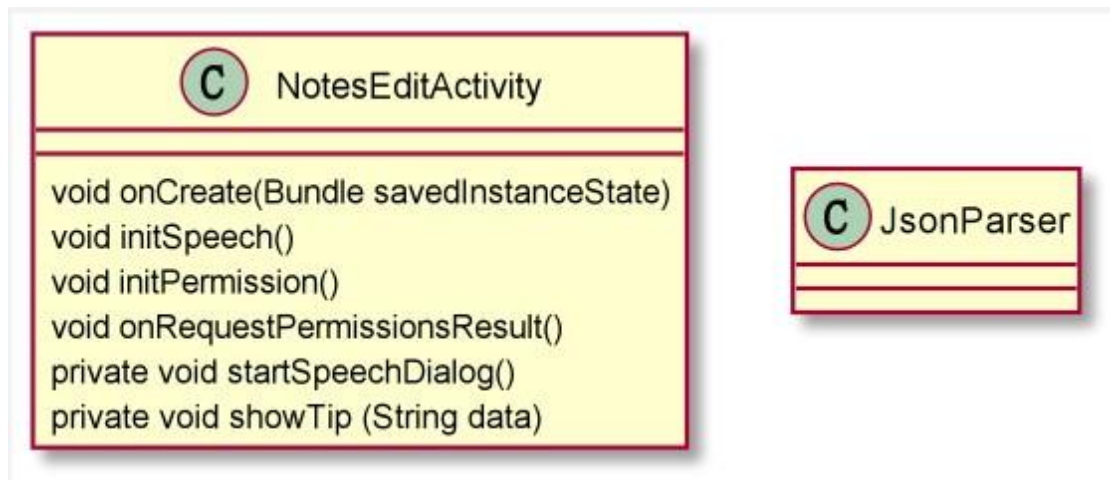 C NotesEditActivity
void onCreate(Bundle savedInstanceState)
void initSpeech()
void initPermission()
void onRequestPermissionsResult()
private void startSpeechDialog()
private void showTip (String data)
C JsonParser